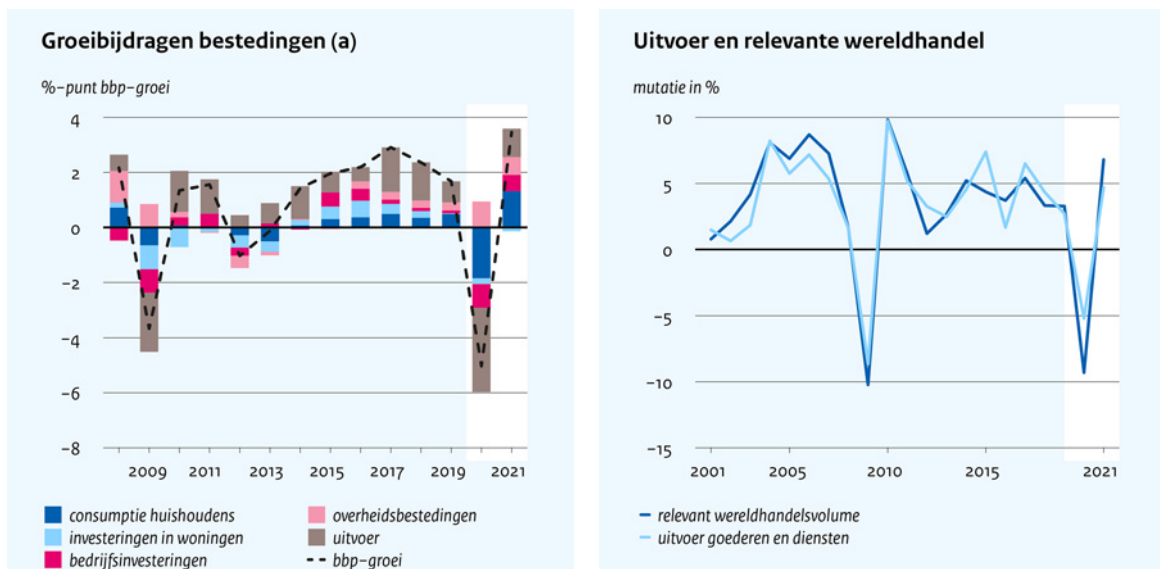 Groeibijdragen bestedingen (a)
%-punt bbp-groei
4
2
0
-2
-4
-6
-8
2009 2011 2013 2015 2017 2019 2021
consumptie huishoudens
investeringen in woningen
bedrijfsinvesteringen
overheidsbestedingen
uitvoer
bbp-groei
Uitvoer en relevante wereldhandel
mutatie in %
10
5
0
-5
-10
-15
2001 2005 2010 2015 2021
relevant wereldhandelsvolume
uitvoer goederen en diensten